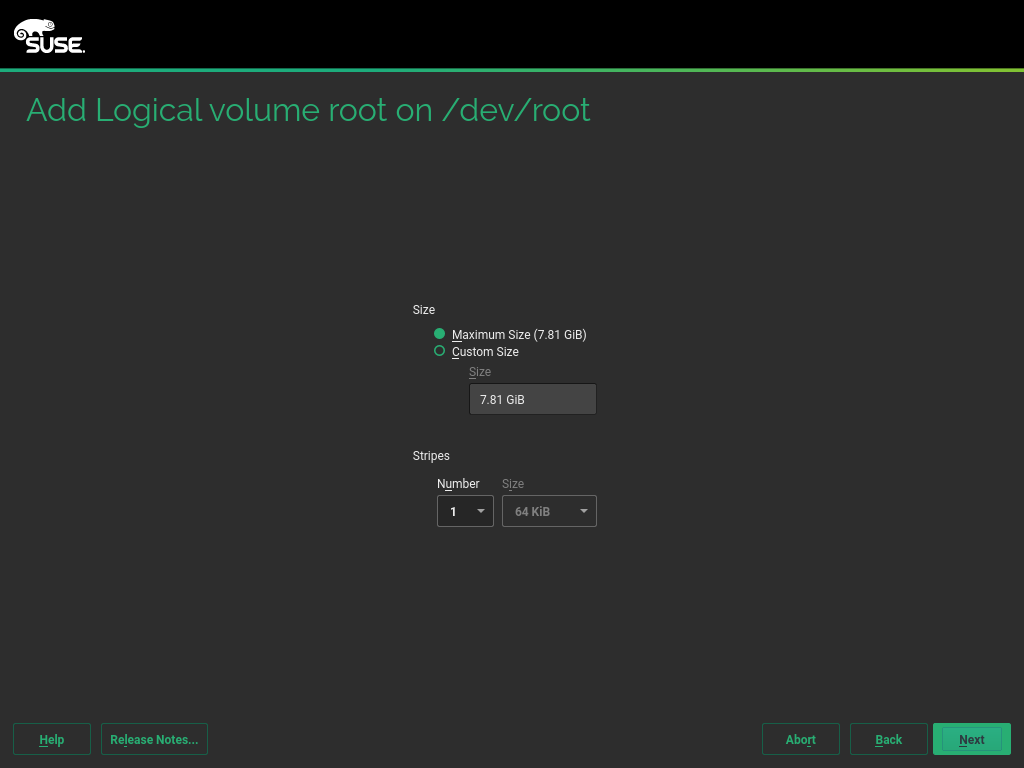 SUSE
Add Logical volume root on /dev/root
Size
Maximum Size (7.81 GiB)
Custom Size
Size
7.81 GiB
Stripes
Number Size
1 64 KiB
Help Release Notes... Abort Back Next